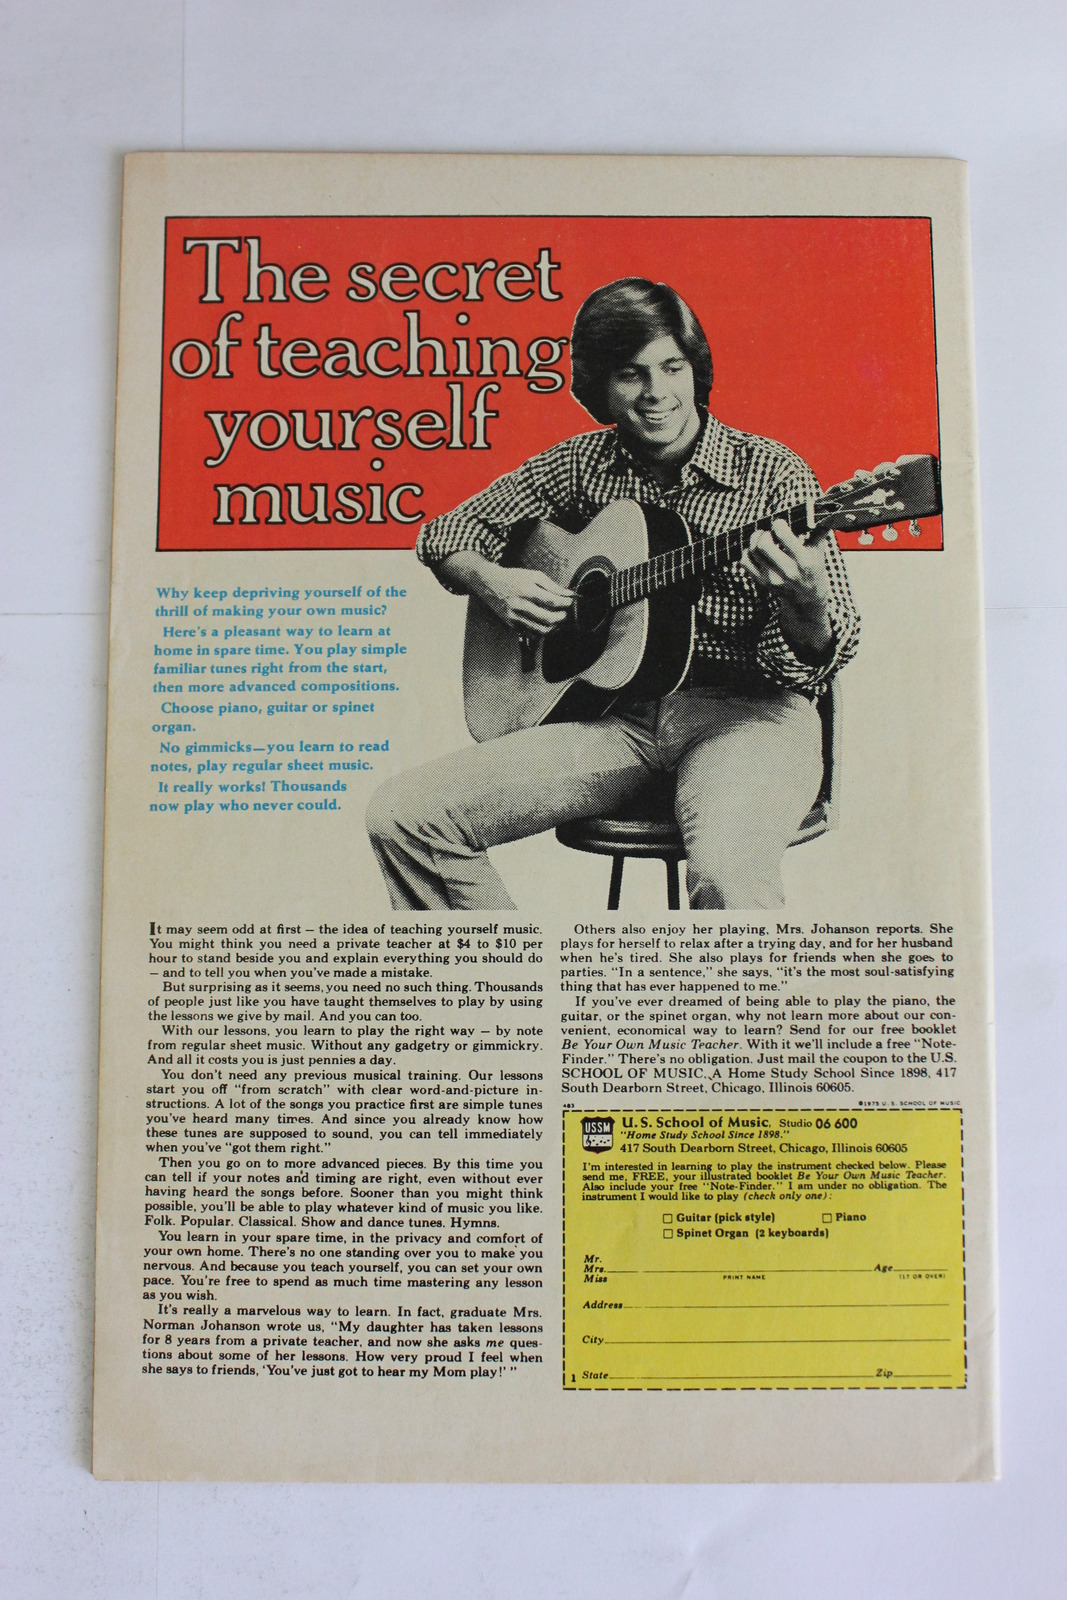 The secret
of teaching
yourself
music
Why keep depriving yourself of the
thrill of making your own music?
Here's a pleasant way to learn at
home in spare time. You play simple
familiar tunes right from the start,
then more advanced compositions.
Choose piano, guitar or spinet
organ.
No gimmicks—you learn to read
notes, play regular sheet music.
It really works! Thousands
now play who never could.
It may seem odd at first — the idea of teaching yourself music.
You might think you need a private teacher at $4 to $10 per
hour to stand beside you and explain everything you should do
— and to tell you when you've made a mistake.
But surprising as it seems, you need no such thing. Thousands
of people just like you have taught themselves to play by using
the lessons we give by mail. And you can too.
With our lessons, you learn to play the right way — by note
from regular sheet music. Without any gadgetry or gimmickry.
And all it costs you is just pennies a day.
You don't need any previous musical training. Our lessons
start you off "from scratch" with clear word-and-picture in-
structions. A lot of the songs you practice first are simple tunes
you've heard many times. And since you already know how
these tunes are supposed to sound, you can tell immediately
when you've "got them right."
Then you go on to more advanced pieces. By this time you
can tell if your notes and timing are right, even without ever
having heard the songs before. Sooner than you might think
possible, you'll be able to play whatever kind of music you like.
Folk. Popular. Classical. Show and dance tunes. Hymns.
You learn in your spare time, in the privacy and comfort of
your own home. There's no one standing over you to make you
nervous. And because you teach yourself, you can set your own
pace. You're free to spend as much time mastering any lesson
as you wish.
It's really a marvelous way to learn. In fact, graduate Mrs.
Norman Johanson wrote us, "My daughter has taken lessons
for 8 years from a private teacher, and now she asks me ques-
tions about some of her lessons. How very proud I feel when
she says to friends, 'You've just got to hear my Mom play!' "
Others also enjoy her playing, Mrs. Johanson reports. She
plays for herself to relax after a trying day, and for her husband
when he's tired. She also plays for friends when she goes to
parties. "In a sentence," she says, "it's the most soul-satisfying
thing that has ever happened to me."
If you've ever dreamed of being able to play the piano, the
guitar, or the spinet organ, why not learn more about our con-
venient, economical way to learn? Send for our free booklet
Be Your Own Music Teacher. With it we'll include a free "Note-
Finder." There's no obligation. Just mail the coupon to the U.S.
SCHOOL OF MUSIC, A Home Study School Since 1898, 417
South Dearborn Street, Chicago, Illinois 60605.
483 ©1975 U. S. SCHOOL OF MUSIC
USSM
U.S. School of Music, Studio 06 600
"Home Study School Since 1898."
417 South Dearborn Street, Chicago, Illinois 60605
I'm interested in learning to play the instrument checked below. Please
send me, FREE, your illustrated booklet Be Your Own Music Teacher.
Also include your free "Note-Finder." I am under no obligation. The
instrument I would like to play (check only one):
☐ Guitar (pick style) ☐ Piano
☐ Spinet Organ (2 keyboards)
Mr.
Mrs. Age
Miss PRINT NAME (17 OR OVER)
Address
City
1 State Zip